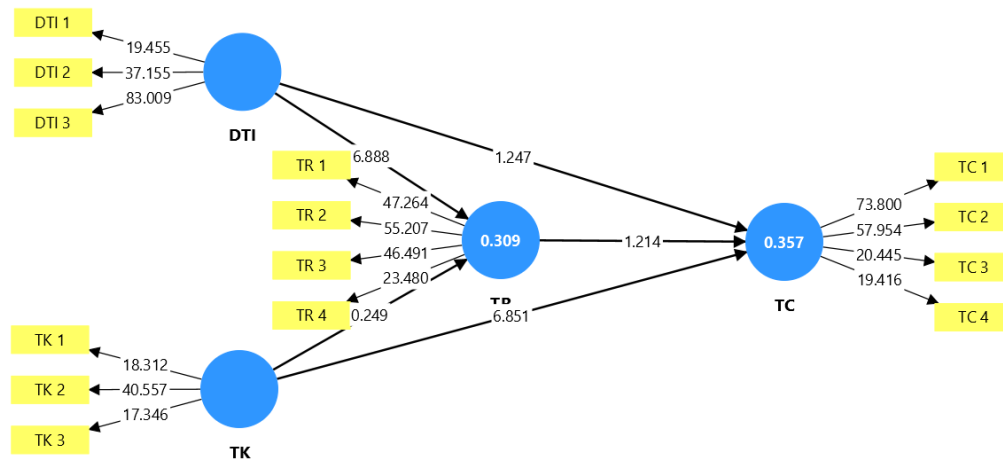 DTI 1
DTI 2
DTI 3
19.455
37.155
83.009
DTI
6.888
1.247
TR 1
TR 2
TR 3
TR 4
47.264
55.207
46.491
23.480
0.309
TR
1.214
0.249
6.851
0.357
TC
73.800
57.954
20.445
19.416
TC 1
TC 2
TC 3
TC 4
TK 1
TK 2
TK 3
18.312
40.557
17.346
TK